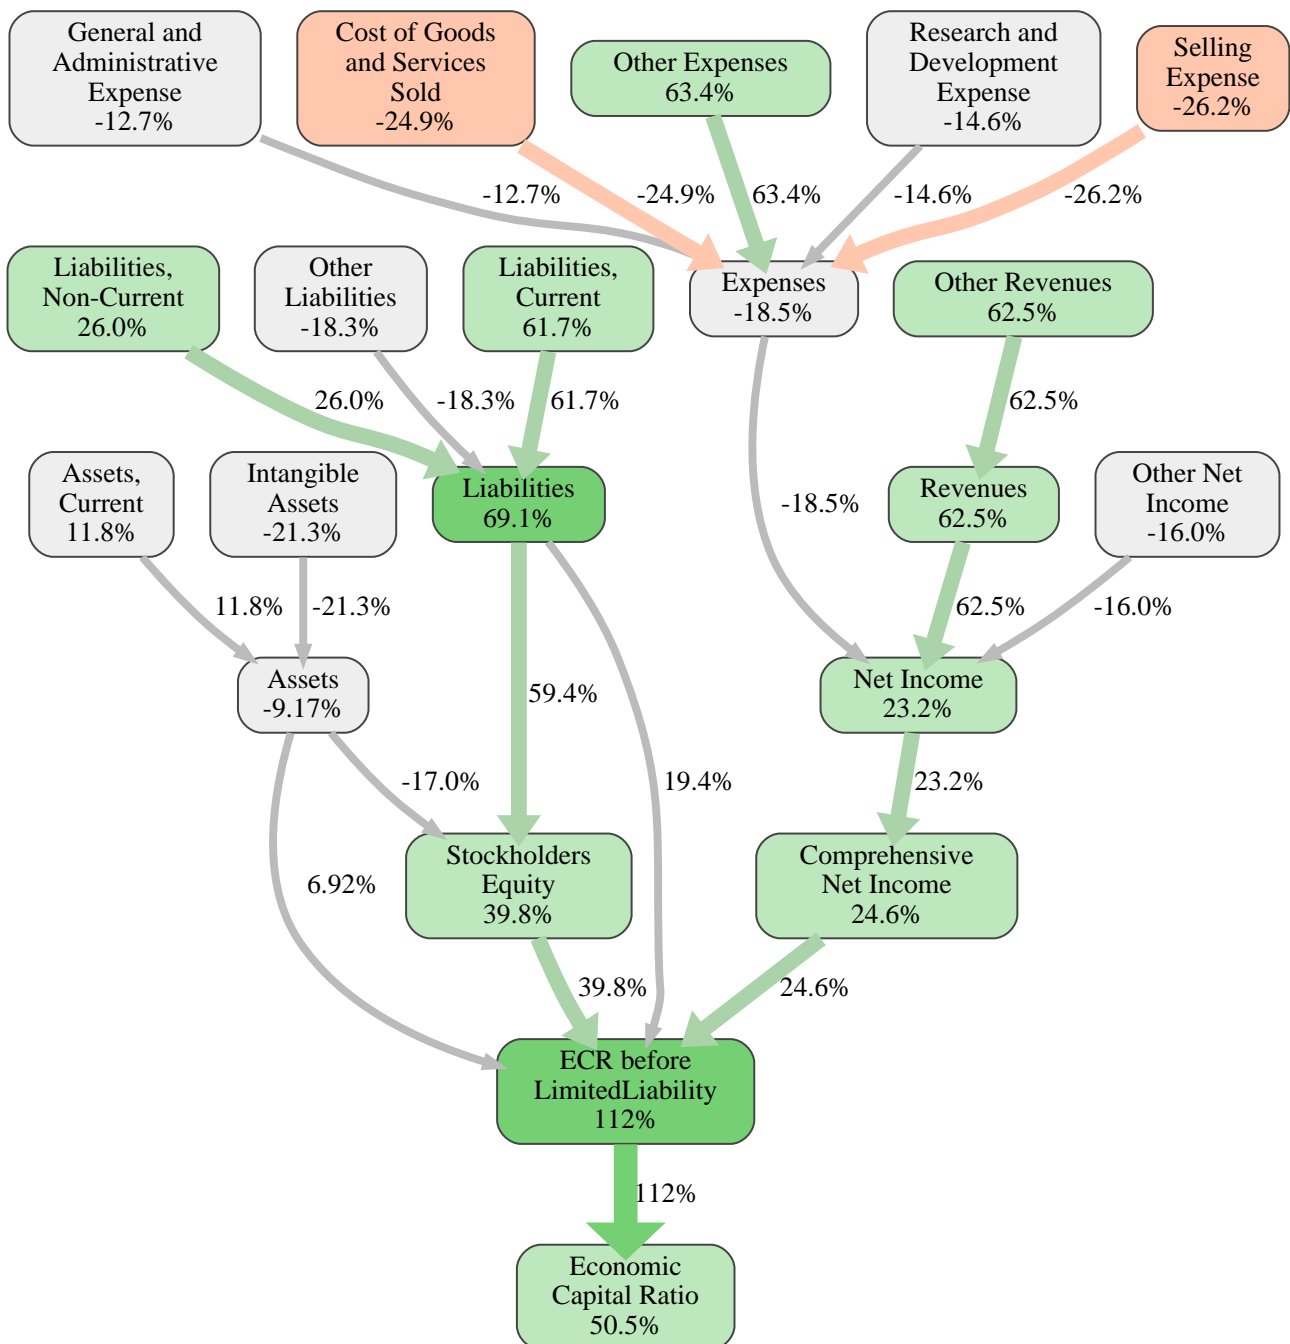 General and
Administrative
Expense
-12.7%
Cost of Goods
and Services
Sold
-24.9%
Other Expenses
63.4%
Research and
Development
Expense
-14.6%
Selling
Expense
-26.2%
-12.7%
-24.9%
63.4%
-14.6%
-26.2%
Liabilities,
Non-Current
26.0%
Other
Liabilities
-18.3%
Liabilities,
Current
61.7%
Expenses
-18.5%
Other Revenues
62.5%
26.0%
-18.3%
61.7%
62.5%
Assets,
Current
11.8%
Intangible
Assets
-21.3%
Liabilities
69.1%
-18.5%
Revenues
62.5%
Other Net
Income
-16.0%
11.8%
-21.3%
62.5%
-16.0%
Assets
-9.17%
59.4%
Net Income
23.2%
-17.0%
19.4%
23.2%
6.92%
Stockholders
Equity
39.8%
Comprehensive
Net Income
24.6%
39.8%
24.6%
ECR before
LimitedLiability
112%
112%
Economic
Capital Ratio
50.5%